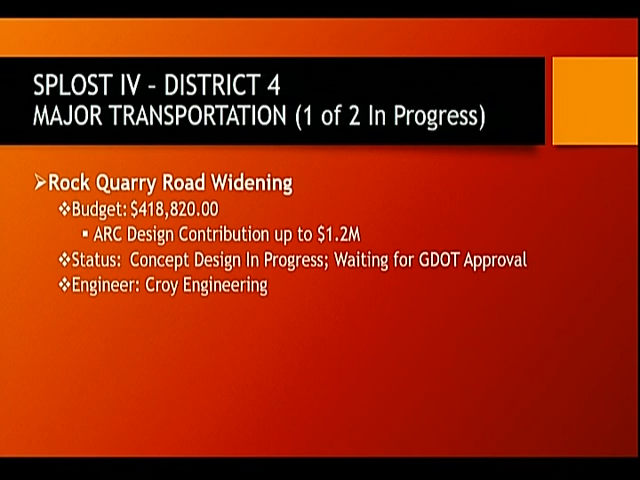 SPLOST IV – DISTRICT 4
MAJOR TRANSPORTATION (1 of 2 In Progress)
Rock Quarry Road Widening
Budget: $418,820.00
ARC Design Contribution up to $1.2M
Status: Concept Design In Progress; Waiting for GDOT Approval
Engineer: Croy Engineering